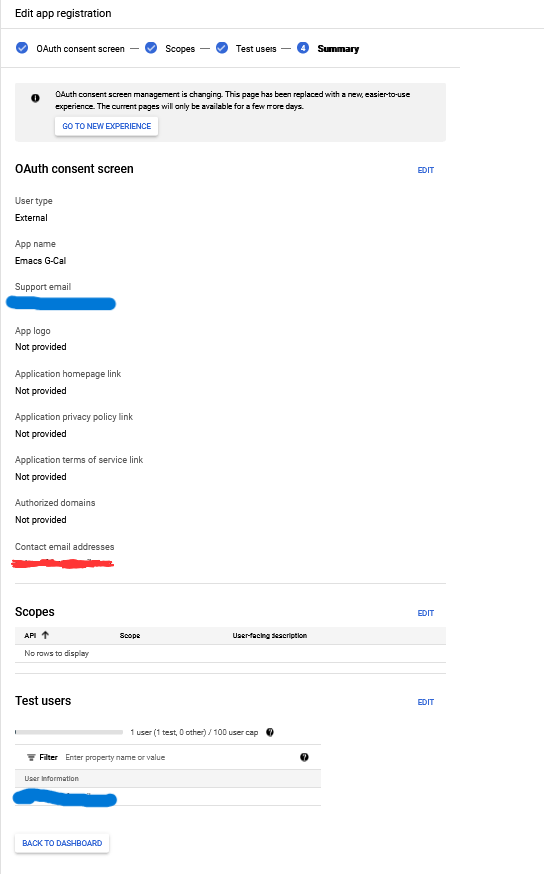 Edit app registration
OAuth consent screen — Scopes — Test users — 4 Summary
OAuth consent screen management is changing. This page has been replaced with a new, easier-to-use
experience. The current pages will only be available for a few more days.
GO TO NEW EXPERIENCE
OAuth consent screen EDIT
User type
External
App name
Emacs G-Cal
Support email
App logo
Not provided
Application homepage link
Not provided
Application privacy policy link
Not provided
Application terms of service link
Not provided
Authorized domains
Not provided
Contact email addresses
Scopes EDIT
API Scope User-facing description
No rows to display
Test users EDIT
1 user (1 test, 0 other) / 100 user cap
Filter Enter property name or value
User information
BACK TO DASHBOARD